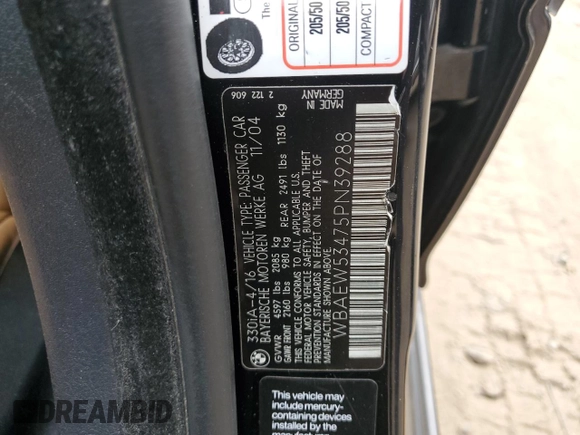 The
ORIGINAL
205/50
205/50
COMPACT
330iA-4/16 VEHICLE TYPE: PASSENGER CAR
BAYERISCHE MOTOREN WERKE AG 11/04
GVWR 4597 lbs 2085 kg
GAWR FRONT 2160 lbs 980 kg REAR 2491 lbs 1130 kg
THIS VEHICLE CONFORMS TO ALL APPLICABLE U.S.
FEDERAL MOTOR VEHICLE SAFETY, BUMPER AND THEFT
PREVENTION STANDARDS IN EFFECT ON THE DATE OF
MANUFACTURE SHOWN ABOVE.
2 122 606
MADE IN
GERMANY
WBAEW53475PN39288
This vehicle may
include mercury-
containing devices
installed by the
DREAMBID